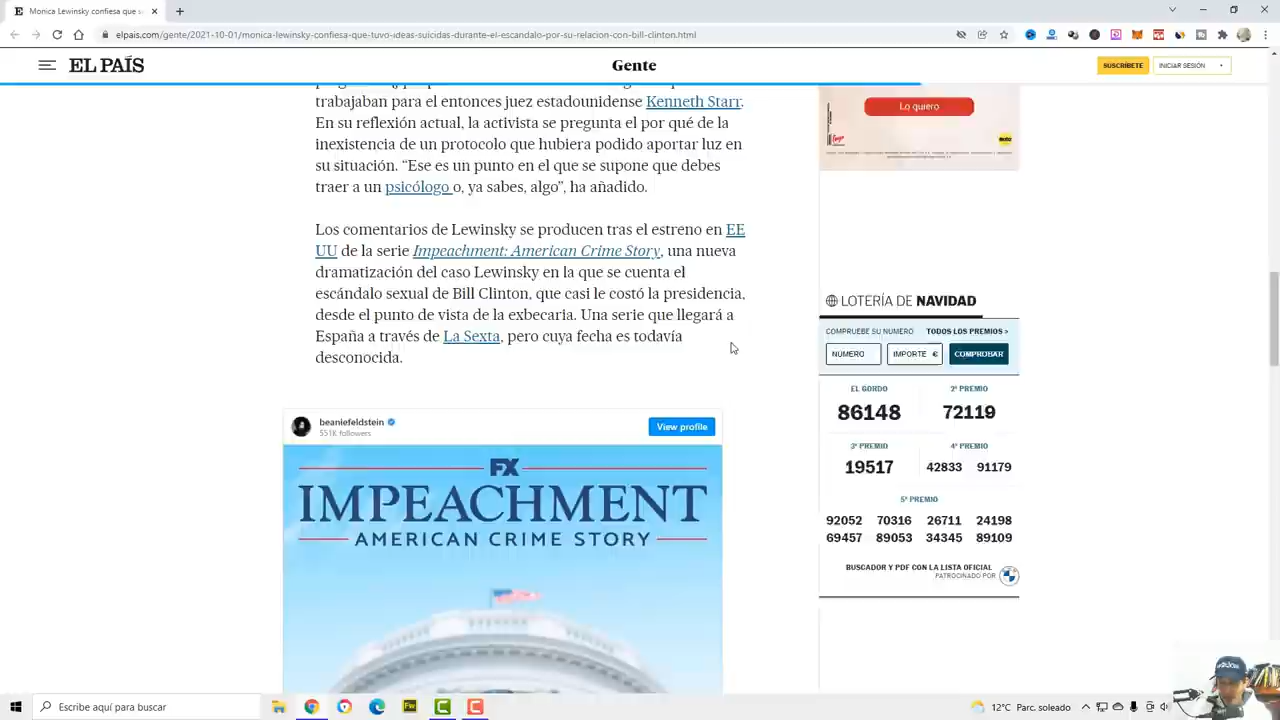 Monica Lewinsky confiesa que s
elpais.com/gente/2021-10-01/monica-lewinsky-confiesa-que-tuvo-ideas-suicidas-durante-el-escandalo-por-su-relacion-con-bill-clinton.html
EL PAÍS
Gente
SUSCRÍBETE
INICIAR SESIÓN
trabajaban para el entonces juez estadounidense Kenneth Starr.
En su reflexión actual, la activista se pregunta el por qué de la
inexistencia de un protocolo que hubiera podido aportar luz en
su situación. “Ese es un punto en el que se supone que debes
traer a un psicólogo o, ya sabes, algo”, ha añadido.
Los comentarios de Lewinsky se producen tras el estreno en EE
UU de la serie Impeachment: American Crime Story, una nueva
dramatización del caso Lewinsky en la que se cuenta el
escándalo sexual de Bill Clinton, que casi le costó la presidencia,
desde el punto de vista de la exbecaria. Una serie que llegará a
España a través de La Sexta, pero cuya fecha es todavía
desconocida.
beaniefeldstein
551K followers
View profile
FX
IMPEACHMENT
AMERICAN CRIME STORY
Lo quiero
LOTERÍA DE NAVIDAD
COMPRUEBE SU NÚMERO TODOS LOS PREMIOS >
NÚMERO IMPORTE € COMPROBAR
EL GORDO 2º PREMIO
86148 72119
3º PREMIO 4º PREMIO
19517 42833 91179
5º PREMIO
92052 70316 26711 24198
69457 89053 34345 89109
BUSCADOR Y PDF CON LA LISTA OFICIAL
PATROCINADO POR
Escribe aquí para buscar
Fw
12°C Parc. soleado